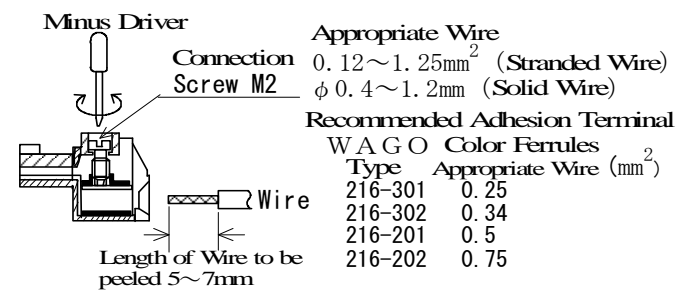 Minus Driver
Connection
Screw M2
Wire
Length of Wire to be
peeled 5～7mm
Appropriate Wire
0.12～1.25mm² (Stranded Wire)
φ0.4～1.2mm (Solid Wire)
Recommended Adhesion Terminal
WAGO Color Ferrules
Type Appropriate Wire (mm²)
216-301 0.25
216-302 0.34
216-201 0.5
216-202 0.75